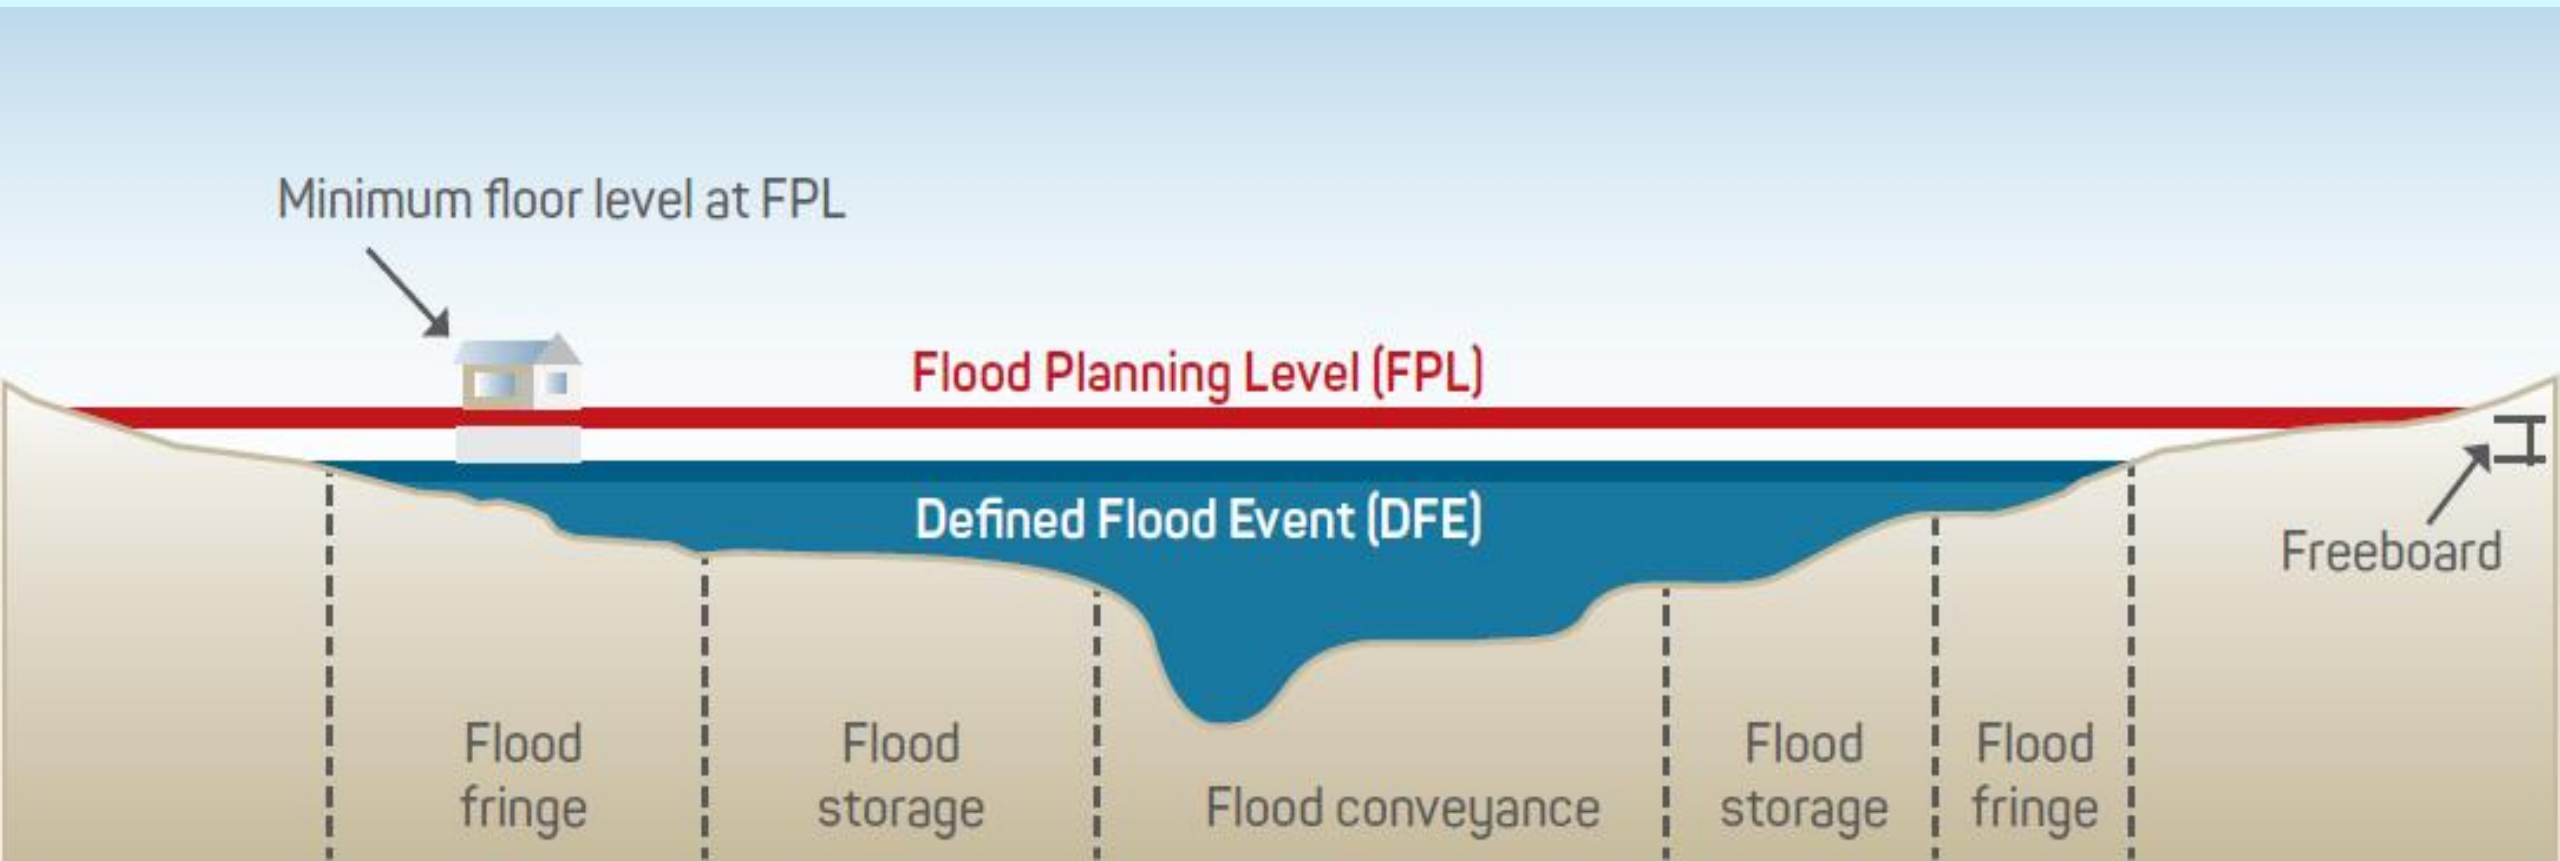 Minimum floor level at FPL
Flood Planning Level (FPL)
Defined Flood Event (DFE)
Freeboard
Flood
fringe
Flood
storage
Flood conveyance
Flood
storage
Flood
fringe